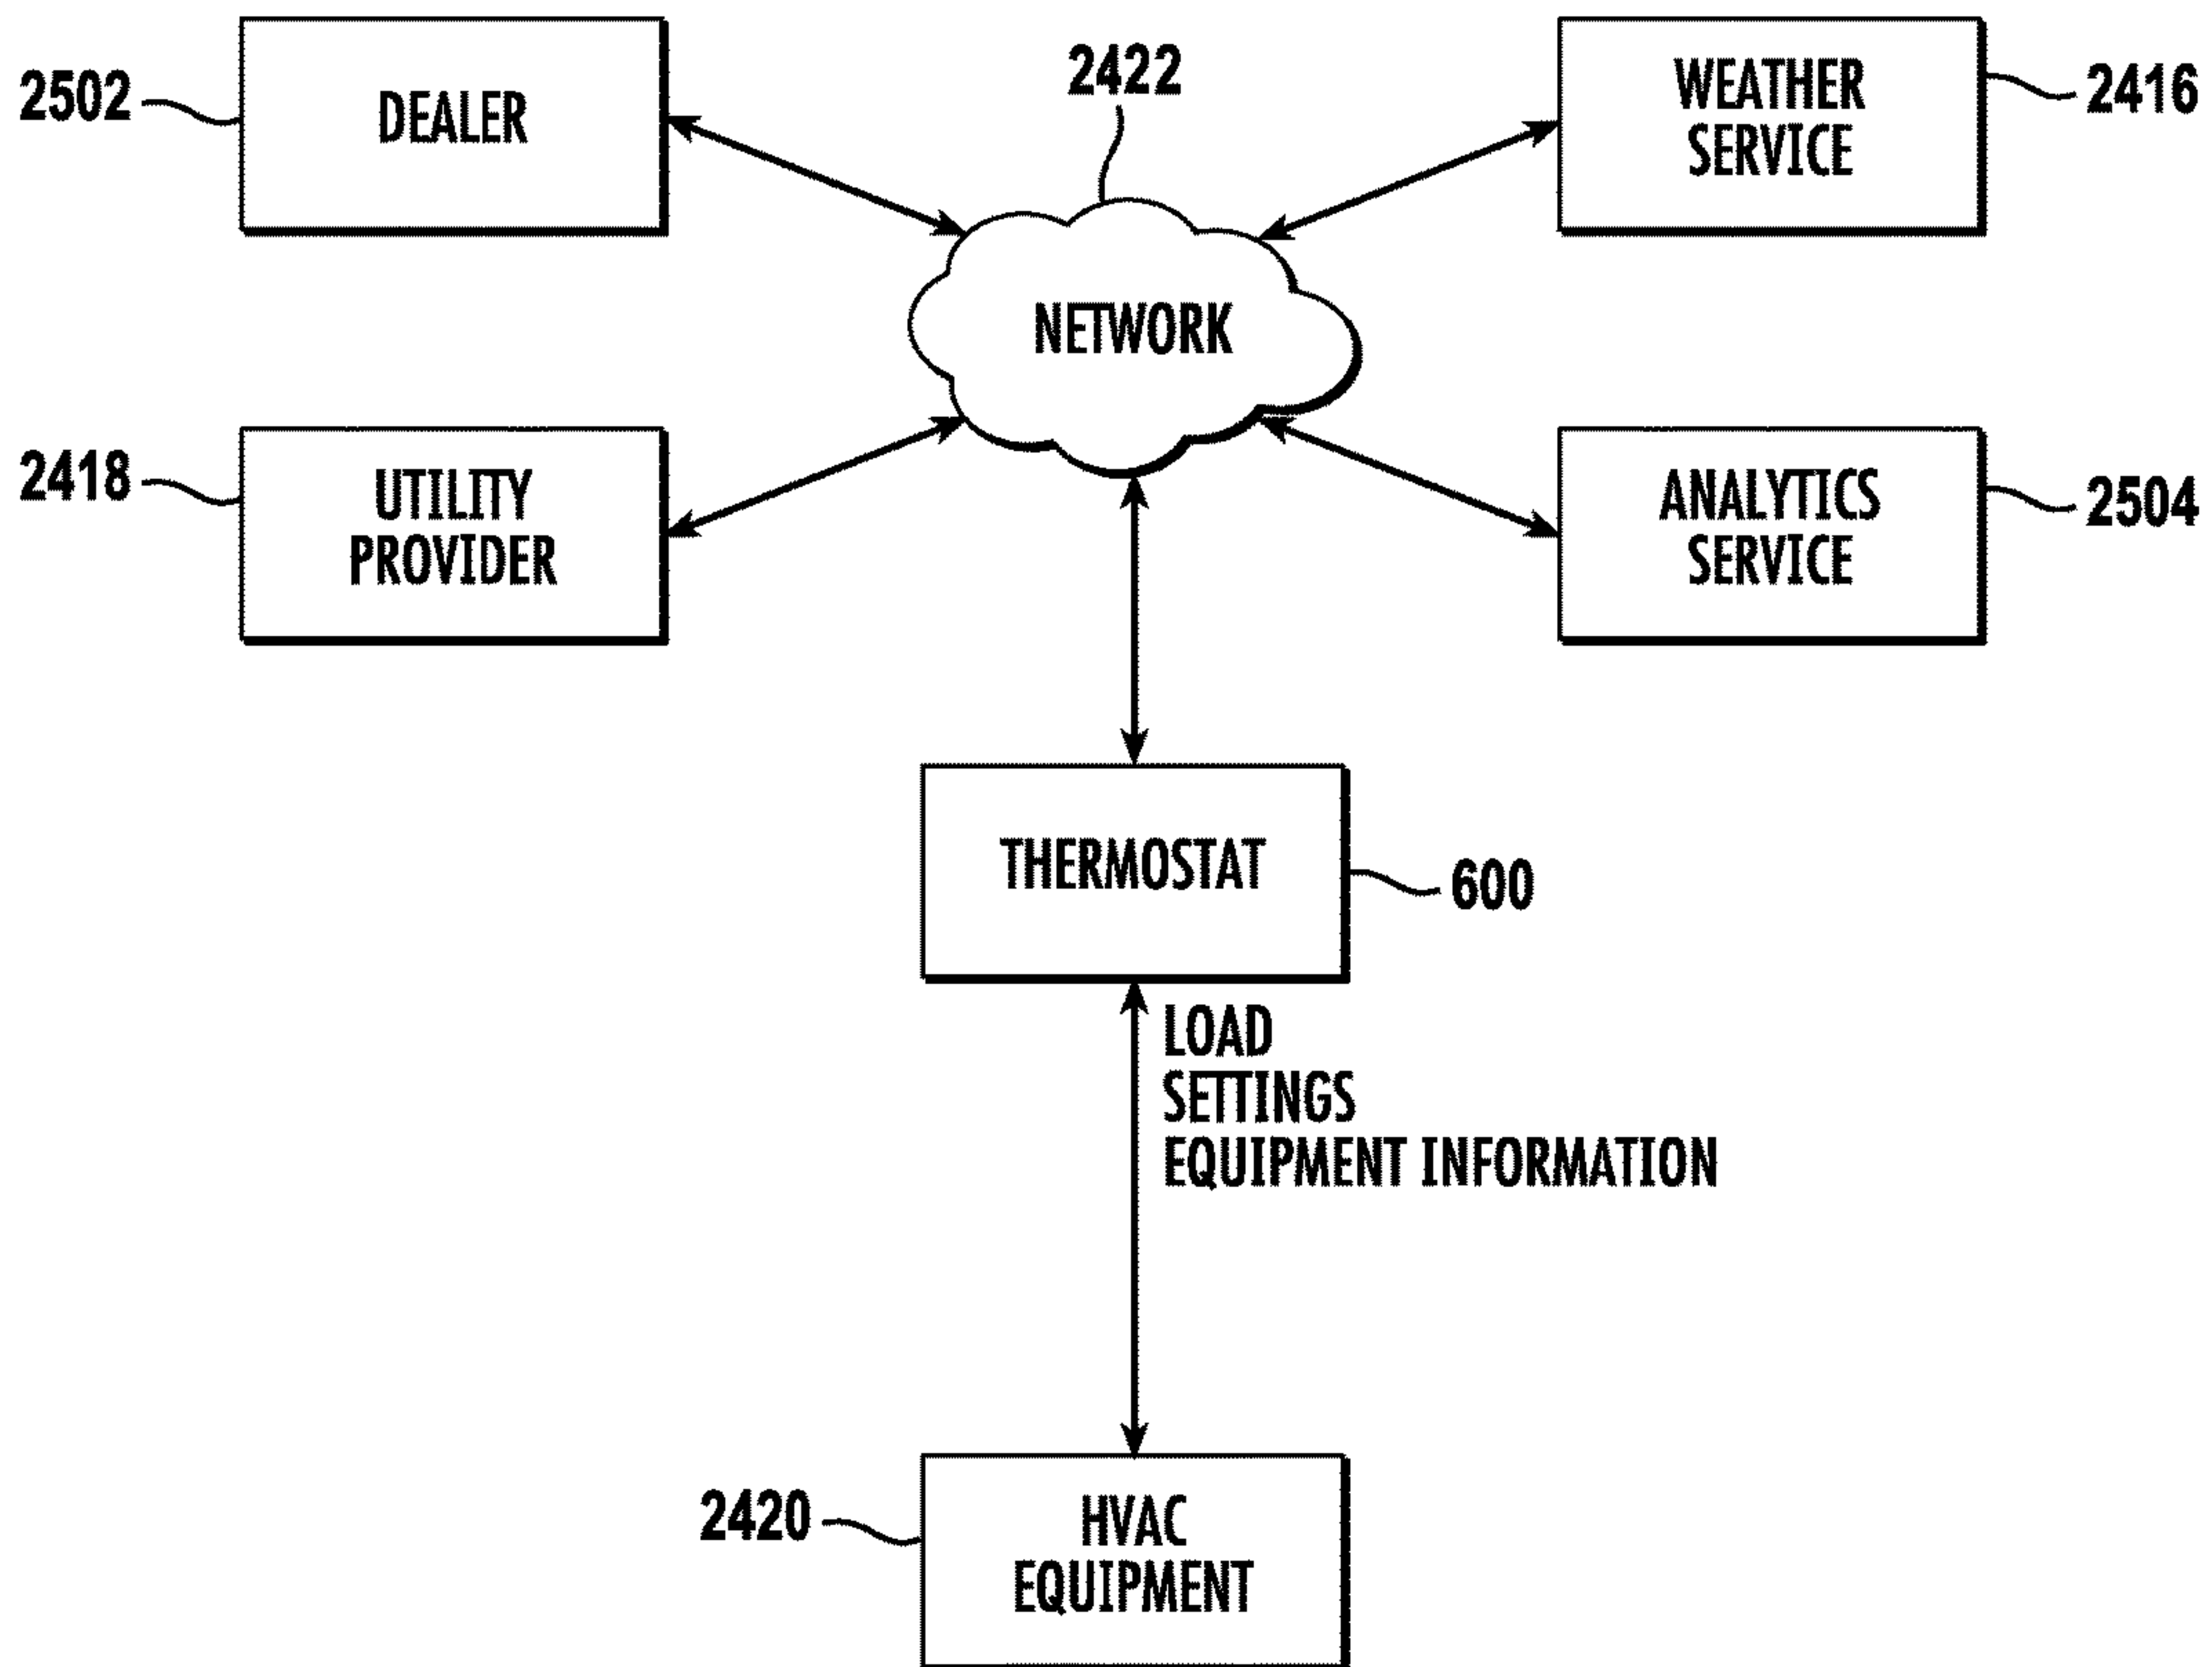 2502
DEALER
2422
WEATHER
SERVICE
2416
NETWORK
2418
UTILITY
PROVIDER
ANALYTICS
SERVICE
2504
THERMOSTAT
600
LOAD
SETTINGS
EQUIPMENT INFORMATION
2420
HVAC
EQUIPMENT